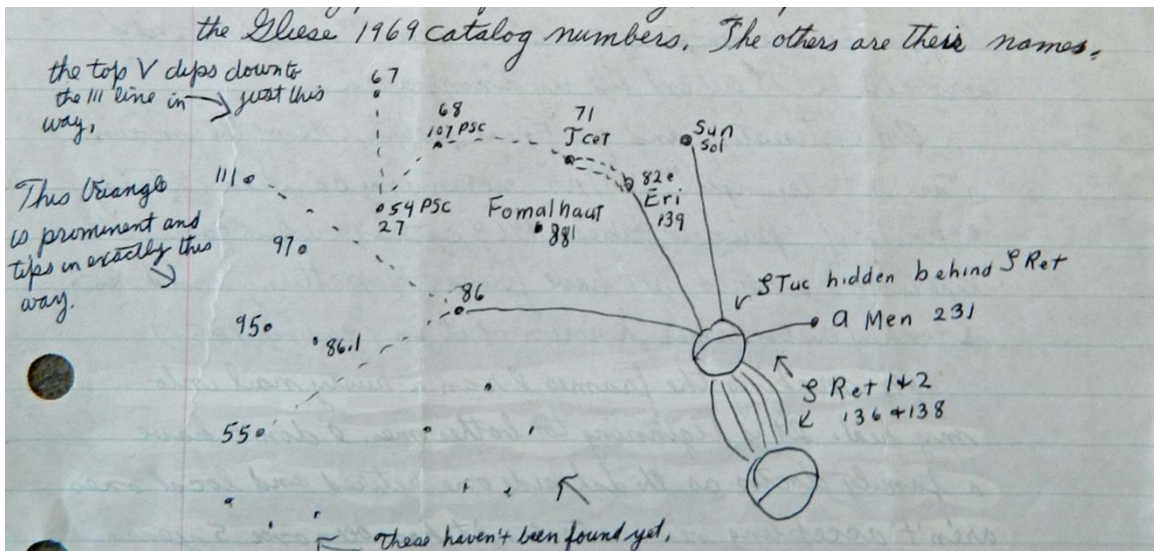 the Gliese 1969 catalog numbers. The others are their names.
the top V dips down to
the 111 line in just this
way.
67
68
107 PSC
71
T Cet
Sun
Sol
This triangle
is prominent and
tips in exactly this
way.
111
54 PSC
27
Fomalhaut
881
82 e
Eri
139
97
86
ζ Tuc hidden behind ζ Ret
α Men 231
95
86.1
ζ Ret 1 & 2
136 + 138
55
These haven't been found yet.